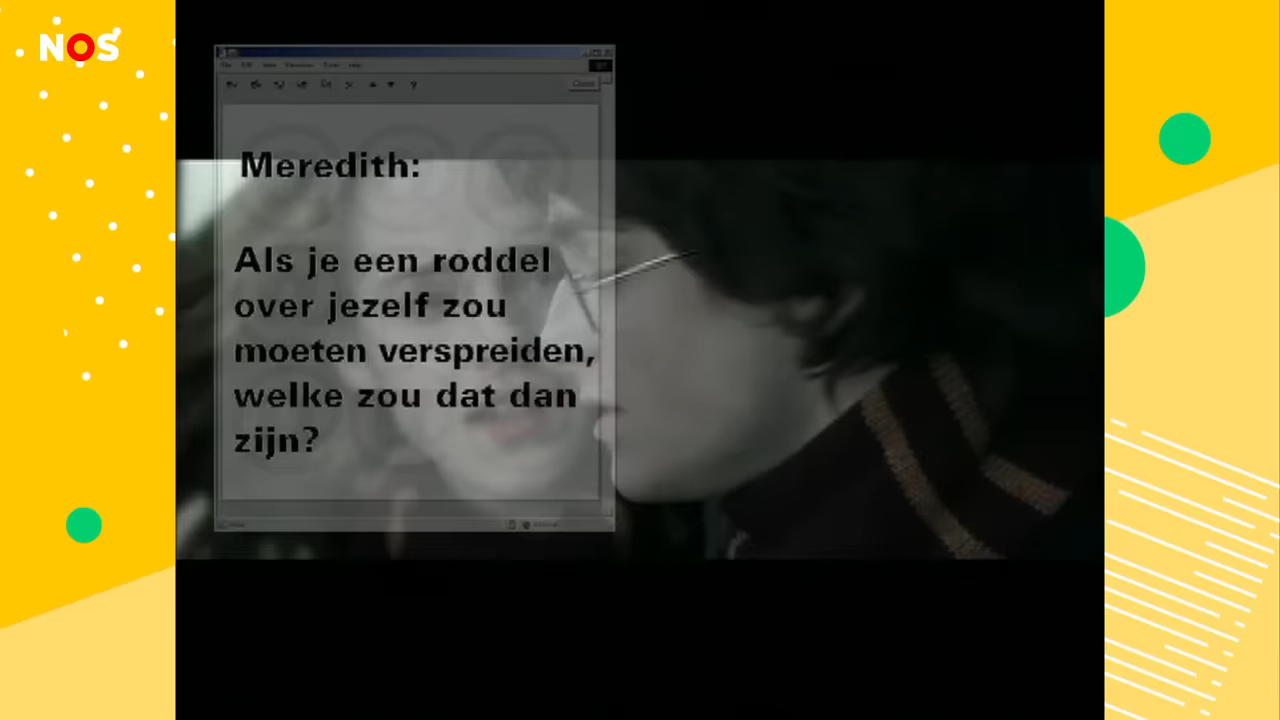 NOS
Meredith:
Als je een roddel
over jezelf zou
moeten verspreiden,
welke zou dat dan
zijn?